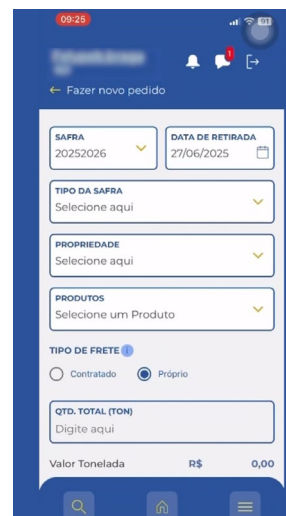 09:25
91
1
← Fazer novo pedido
SAFRA
20252026
DATA DE RETIRADA
27/06/2025
TIPO DA SAFRA
Selecione aqui
PROPRIEDADE
Selecione aqui
PRODUTOS
Selecione um Produto
TIPO DE FRETE i
Contratado
Próprio
QTD. TOTAL (TON)
Digite aqui
Valor Tonelada R$ 0,00